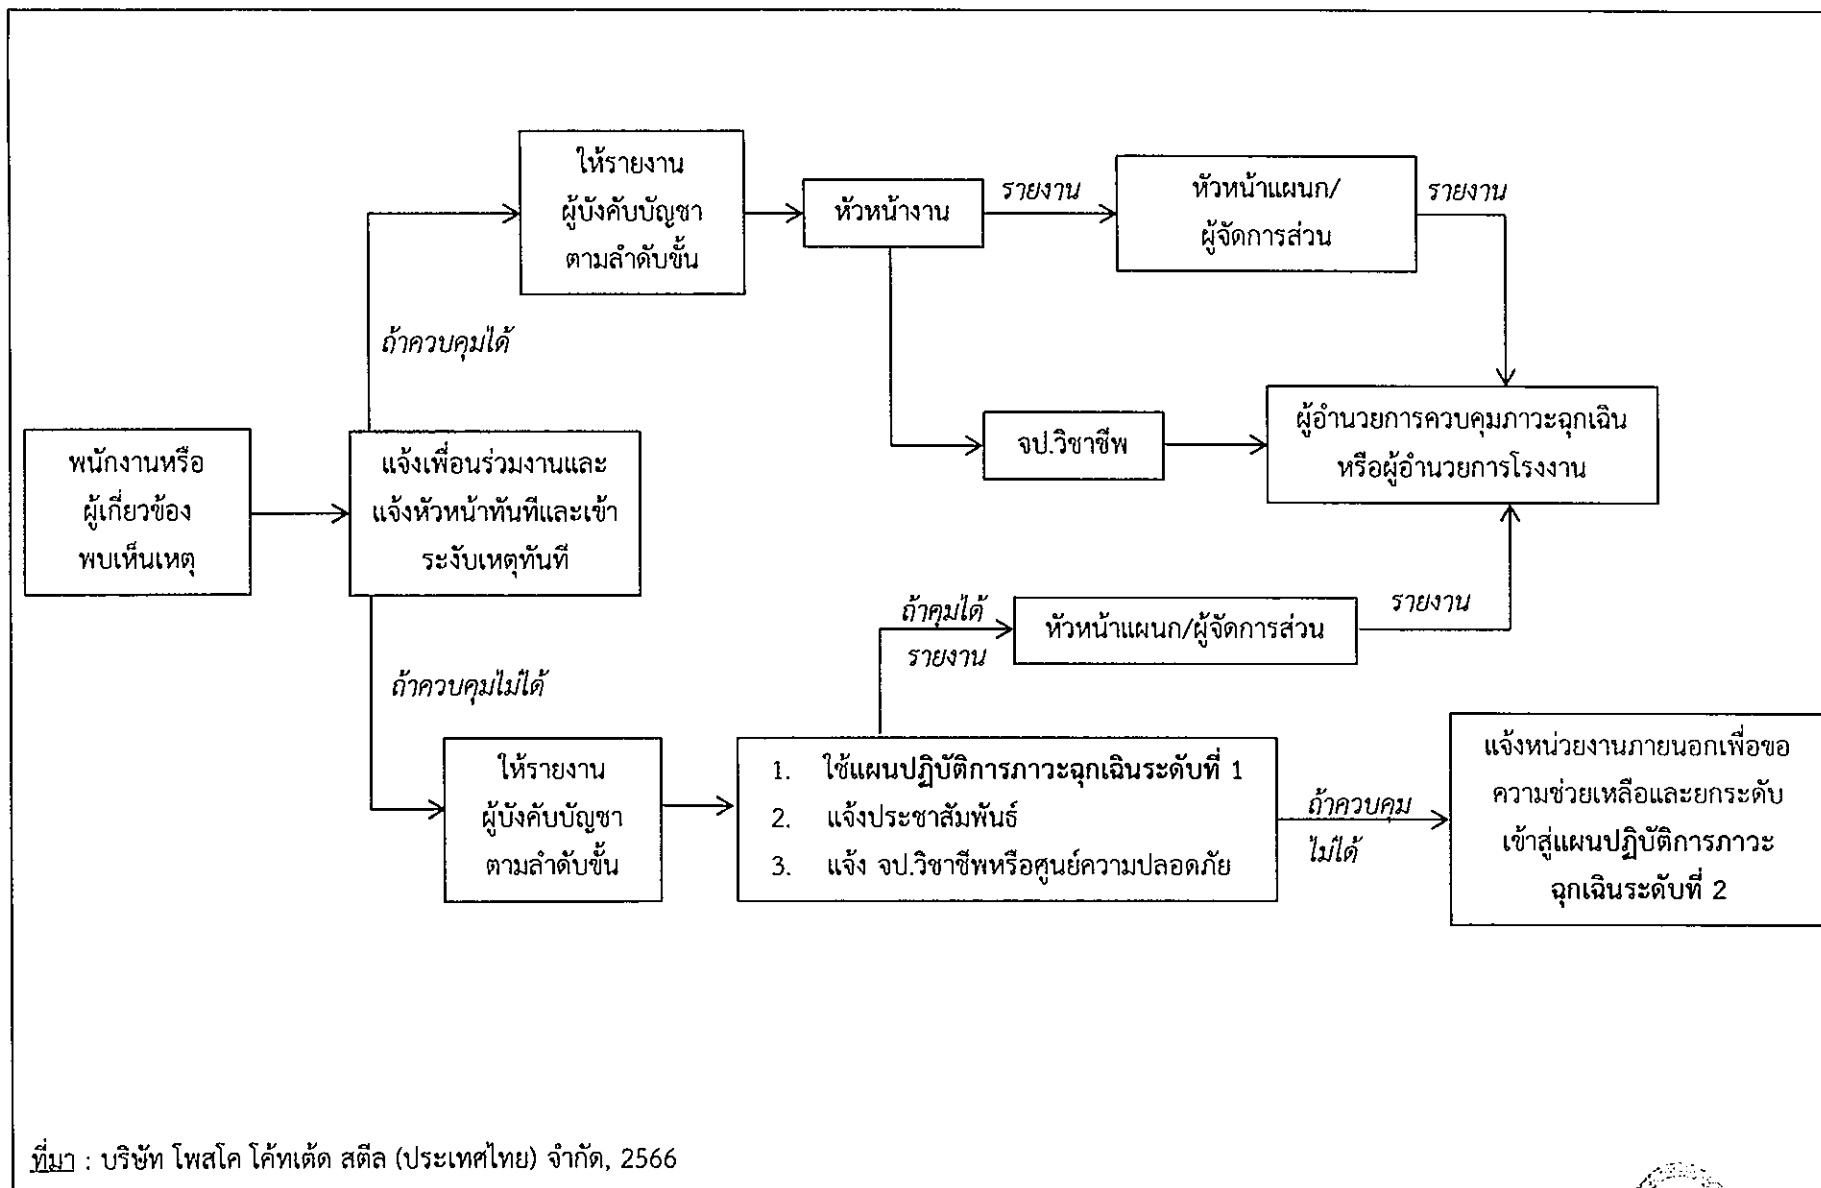 ให้รายงาน
ผู้บังคับบัญชา
ตามลำดับขั้น
หัวหน้างาน
รายงาน
หัวหน้าแผนก/
ผู้จัดการส่วน
รายงาน
ถ้าควบคุมได้
พนักงานหรือ
ผู้เกี่ยวข้อง
พบเห็นเหตุ
แจ้งเพื่อนร่วมงานและ
แจ้งหัวหน้าทันทีและเข้า
ระงับเหตุทันที
จป.วิชาชีพ
ผู้อำนวยการควบคุมภาวะฉุกเฉิน
หรือผู้อำนวยการโรงงาน
ถ้าควบคุมไม่ได้
ถ้าคุมได้
รายงาน
หัวหน้าแผนก/ผู้จัดการส่วน
รายงาน
ให้รายงาน
ผู้บังคับบัญชา
ตามลำดับขั้น
1. ใช้แผนปฏิบัติการภาวะฉุกเฉินระดับที่ 1
2. แจ้งประชาสัมพันธ์
3. แจ้ง จป.วิชาชีพหรือศูนย์ความปลอดภัย
ถ้าควบคุม
ไม่ได้
แจ้งหน่วยงานภายนอกเพื่อขอ
ความช่วยเหลือและยกระดับ
เข้าสู่แผนปฏิบัติการภาวะ
ฉุกเฉินระดับที่ 2
ที่มา : บริษัท โพสโค โค้ทเต็ด สตีล (ประเทศไทย) จำกัด, 2566